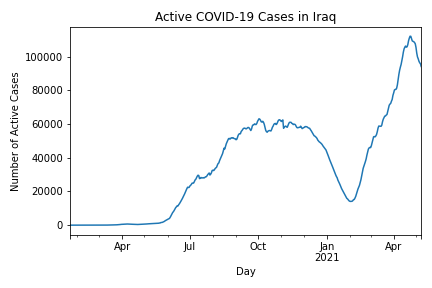 Active COVID-19 Cases in Iraq
Number of Active Cases
100000
80000
60000
40000
20000
0
Apr Jul Oct Jan Apr
2021
Day